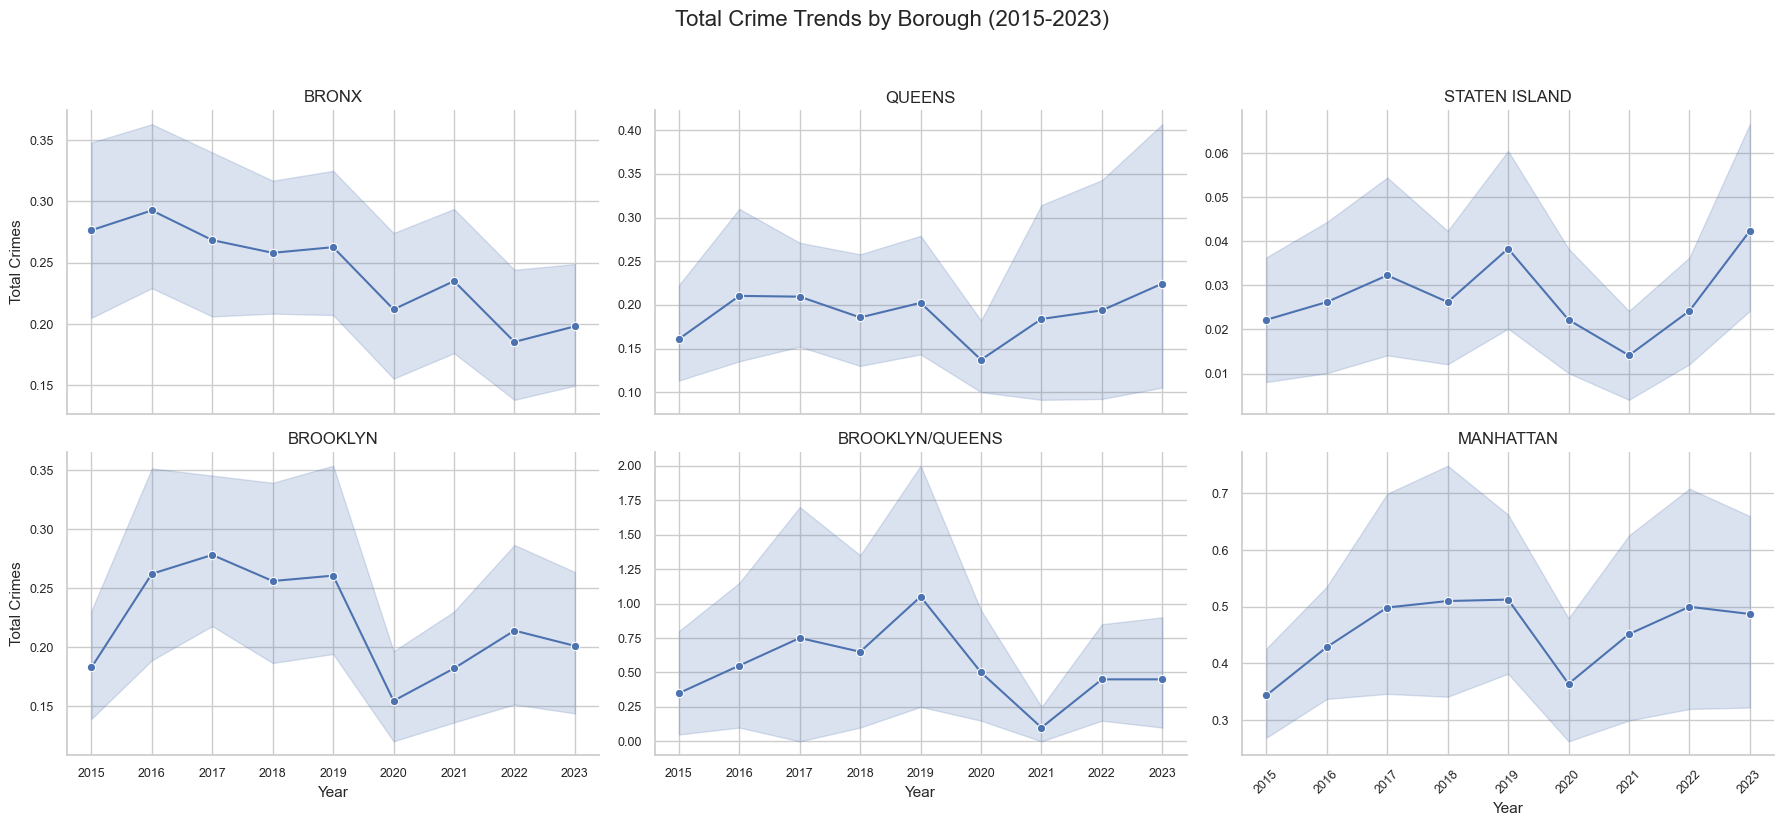 Total Crime Trends by Borough (2015-2023)
BRONX
Total Crimes
0.35
0.30
0.25
0.20
0.15
QUEENS
0.40
0.35
0.30
0.25
0.20
0.15
0.10
STATEN ISLAND
0.06
0.05
0.04
0.03
0.02
0.01
BROOKLYN
Total Crimes
0.35
0.30
0.25
0.20
0.15
2015 2016 2017 2018 2019 2020 2021 2022 2023
Year
BROOKLYN/QUEENS
2.00
1.75
1.50
1.25
1.00
0.75
0.50
0.25
0.00
2015 2016 2017 2018 2019 2020 2021 2022 2023
Year
MANHATTAN
0.7
0.6
0.5
0.4
0.3
2015 2016 2017 2018 2019 2020 2021 2022 2023
Year